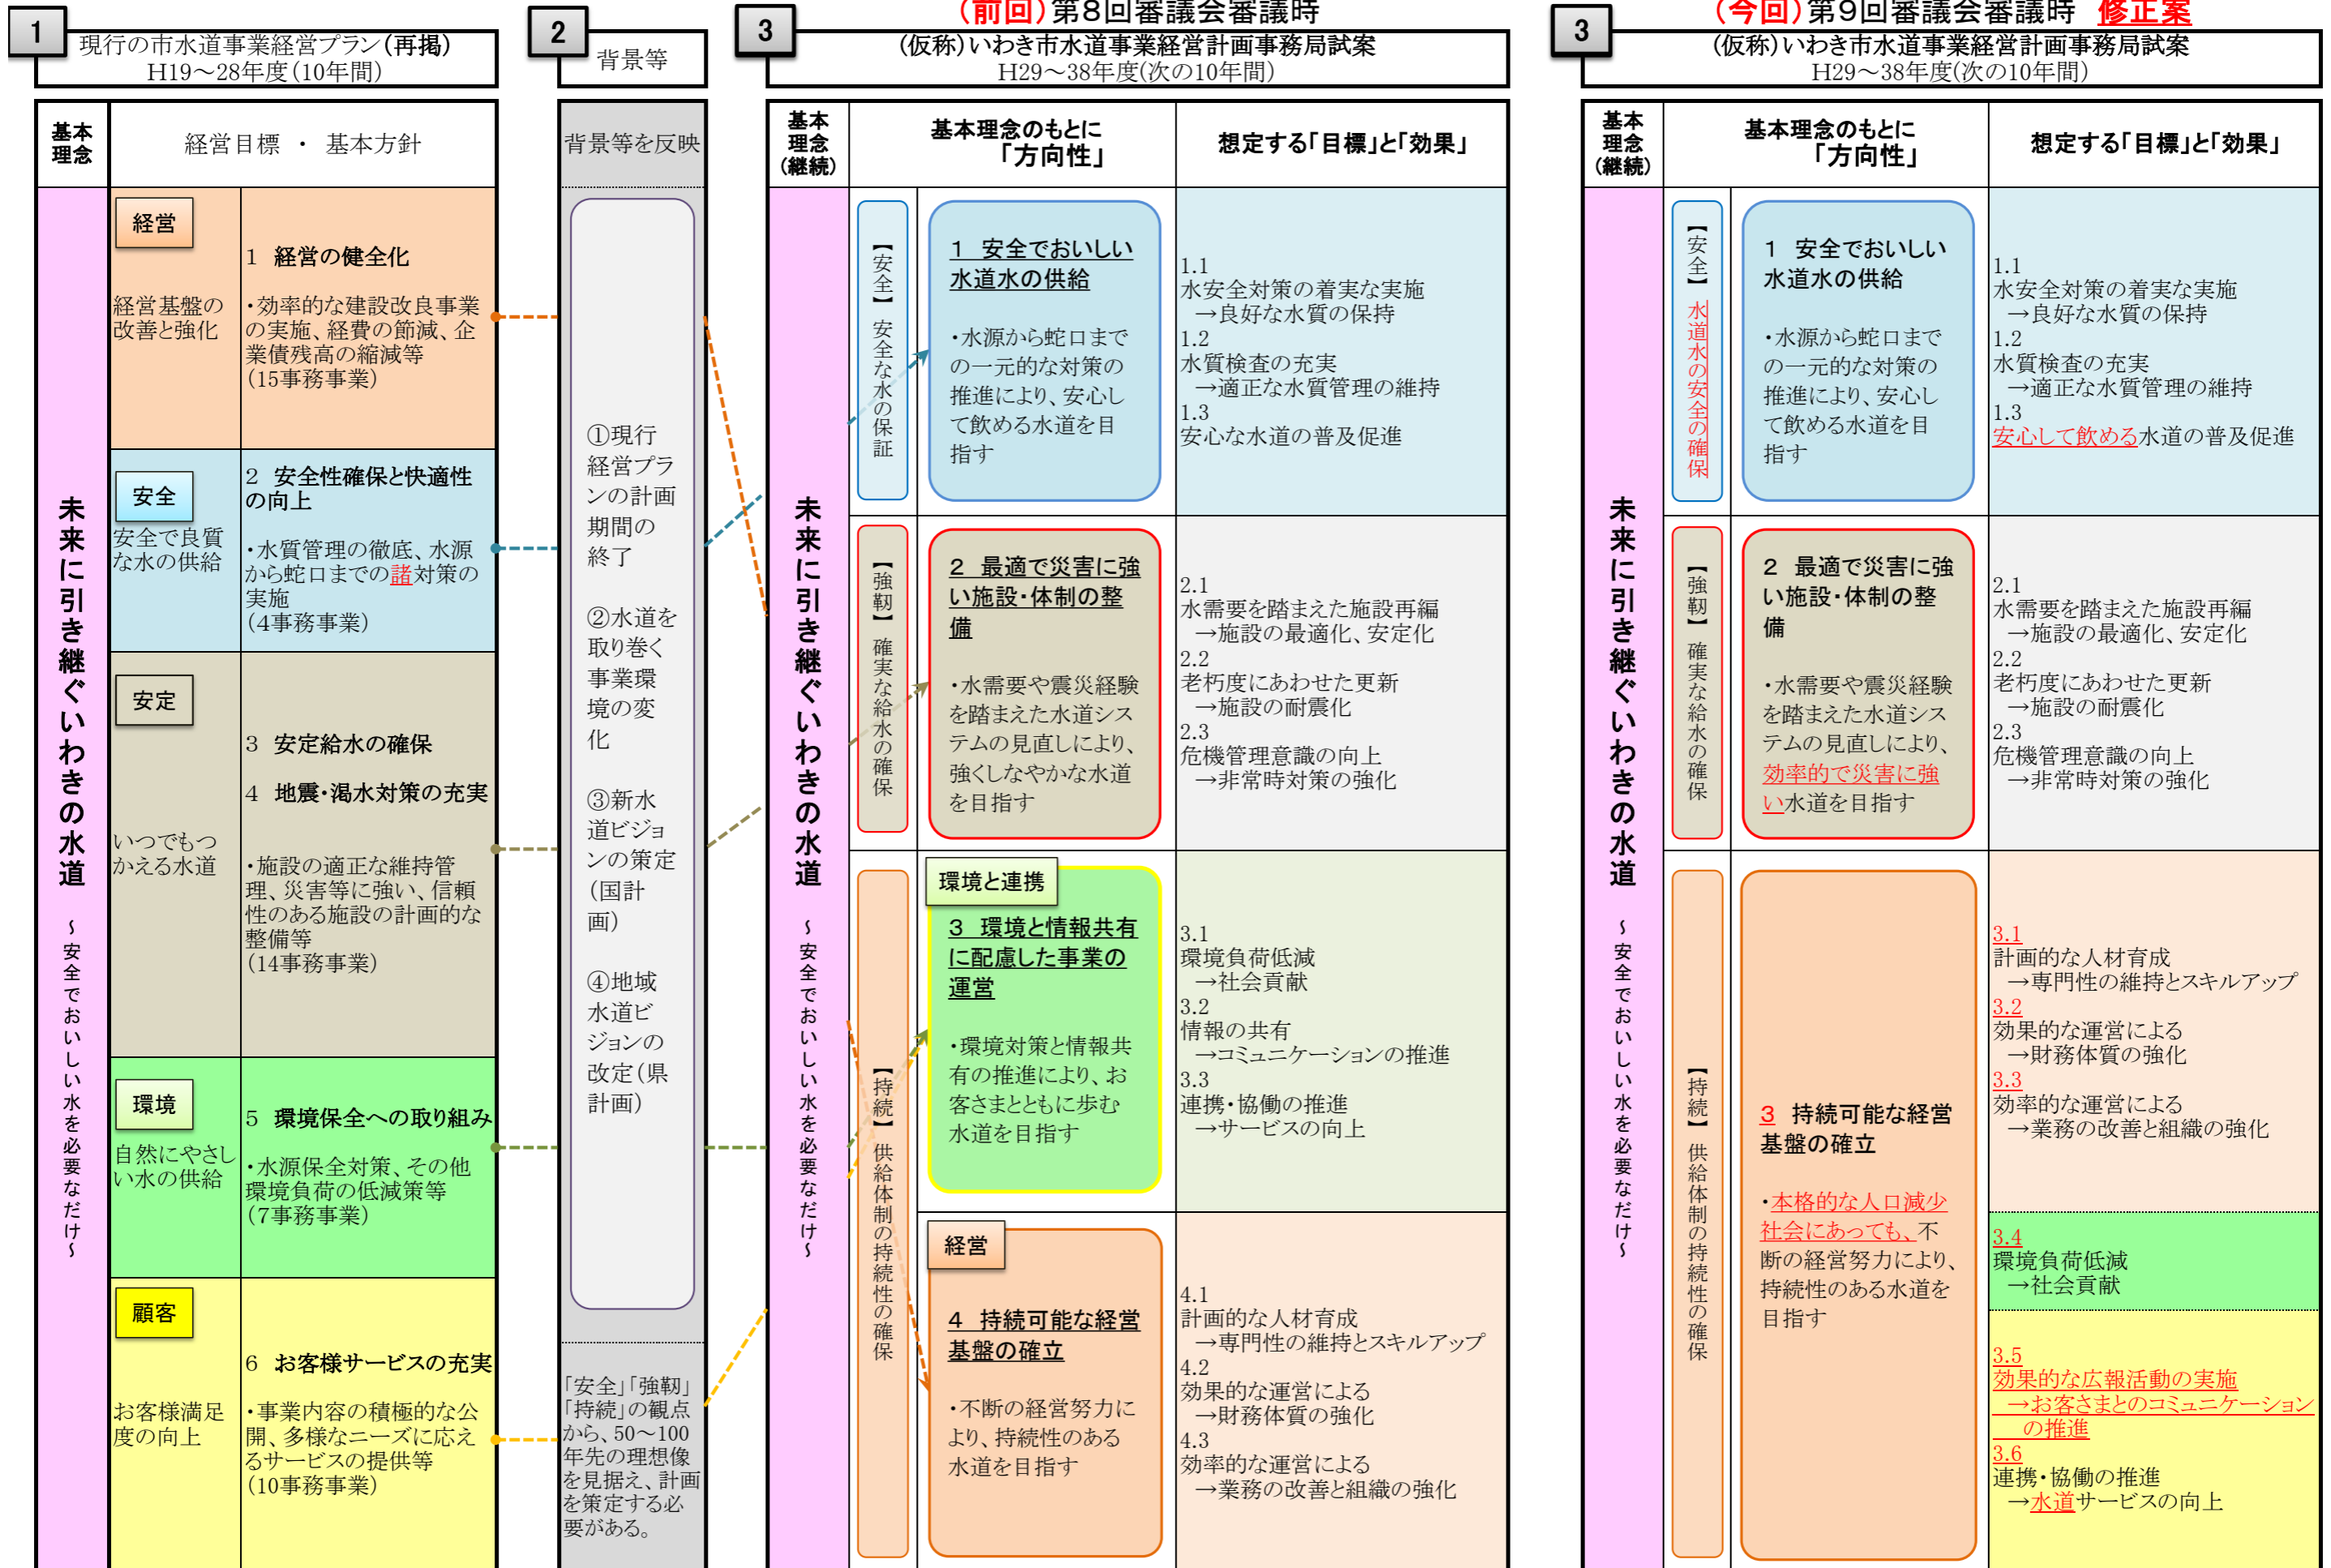 1
現行の市水道事業経営プラン(再掲)
H19～28年度(10年間)
基本
理念
経営目標 ・ 基本方針
未来に引き継ぐいわきの水道 ～安全でおいしい水を必要なだけ～
経営
経営基盤の
改善と強化
1 経営の健全化
・効率的な建設改良事業
の実施、経費の節減、企
業債残高の縮減等
(15事務事業)
安全
安全で良質
な水の供給
2 安全性確保と快適性
の向上
・水質管理の徹底、水源
から蛇口までの諸対策の
実施
(4事務事業)
安定
いつでもつ
かえる水道
3 安定給水の確保
4 地震・渇水対策の充実
・施設の適正な維持管
理、災害等に強い、信頼
性のある施設の計画的な
整備等
(14事務事業)
環境
自然にやさし
い水の供給
5 環境保全への取り組み
・水源保全対策、その他
環境負荷の低減策等
(7事務事業)
顧客
お客様満足
度の向上
6 お客様サービスの充実
・事業内容の積極的な公
開、多様なニーズに応え
るサービスの提供等
(10事務事業)
2
背景等
背景等を反映
①現行
経営プラ
ンの計画
期間の
終了
②水道を
取り巻く
事業環
境の変
化
③新水
道ビジョ
ンの策定
(国計
画)
④地域
水道ビ
ジョンの
改定(県
計画)
「安全」「強靭」
「持続」の観点
から、50～100
年先の理想像
を見据え、計画
を策定する必
要がある。
3
(前回)第8回審議会審議時
(仮称)いわき市水道事業経営計画事務局試案
H29～38年度(次の10年間)
基本
理念
(継続)
基本理念のもとに
「方向性」
想定する「目標」と「効果」
未来に引き継ぐいわきの水道 ～安全でおいしい水を必要なだけ～
【安全】 安全な水の保証
1 安全でおいしい
水道水の供給
・水源から蛇口まで
の一元的な対策の
推進により、安心し
て飲める水道を目
指す
1.1
水安全対策の着実な実施
→良好な水質の保持
1.2
水質検査の充実
→適正な水質管理の維持
1.3
安心な水道の普及促進
【強靭】 確実な給水の確保
2 最適で災害に強
い施設・体制の整
備
・水需要や震災経験
を踏まえた水道シス
テムの見直しにより、
強くしなやかな水道
を目指す
2.1
水需要を踏まえた施設再編
→施設の最適化、安定化
2.2
老朽度にあわせた更新
→施設の耐震化
2.3
危機管理意識の向上
→非常時対策の強化
【持続】 供給体制の持続性の確保
環境と連携
3 環境と情報共有
に配慮した事業の
運営
・環境対策と情報共
有の推進により、お
客さまとともに歩む
水道を目指す
3.1
環境負荷低減
→社会貢献
3.2
情報の共有
→コミュニケーションの推進
3.3
連携・協働の推進
→サービスの向上
経営
4 持続可能な経営
基盤の確立
・不断の経営努力に
より、持続性のある
水道を目指す
4.1
計画的な人材育成
→専門性の維持とスキルアップ
4.2
効果的な運営による
→財務体質の強化
4.3
効率的な運営による
→業務の改善と組織の強化
3
(今回)第9回審議会審議時 修正案
(仮称)いわき市水道事業経営計画事務局試案
H29～38年度(次の10年間)
基本
理念
(継続)
基本理念のもとに
「方向性」
想定する「目標」と「効果」
未来に引き継ぐいわきの水道 ～安全でおいしい水を必要なだけ～
【安全】 水道水の安全の確保
1 安全でおいしい
水道水の供給
・水源から蛇口まで
の一元的な対策の
推進により、安心し
て飲める水道を目
指す
1.1
水安全対策の着実な実施
→良好な水質の保持
1.2
水質検査の充実
→適正な水質管理の維持
1.3
安心して飲める水道の普及促進
【強靭】 確実な給水の確保
2 最適で災害に強
い施設・体制の整
備
・水需要や震災経験
を踏まえた水道シス
テムの見直しにより、
効率的で災害に強
い水道を目指す
2.1
水需要を踏まえた施設再編
→施設の最適化、安定化
2.2
老朽度にあわせた更新
→施設の耐震化
2.3
危機管理意識の向上
→非常時対策の強化
【持続】 供給体制の持続性の確保
3 持続可能な経営
基盤の確立
・本格的な人口減少
社会にあっても、不
断の経営努力により、
持続性のある水道を
目指す
3.1
計画的な人材育成
→専門性の維持とスキルアップ
3.2
効果的な運営による
→財務体質の強化
3.3
効率的な運営による
→業務の改善と組織の強化
3.4
環境負荷低減
→社会貢献
3.5
効果的な広報活動の実施
→お客さまとのコミュニケーション
の推進
3.6
連携・協働の推進
→水道サービスの向上